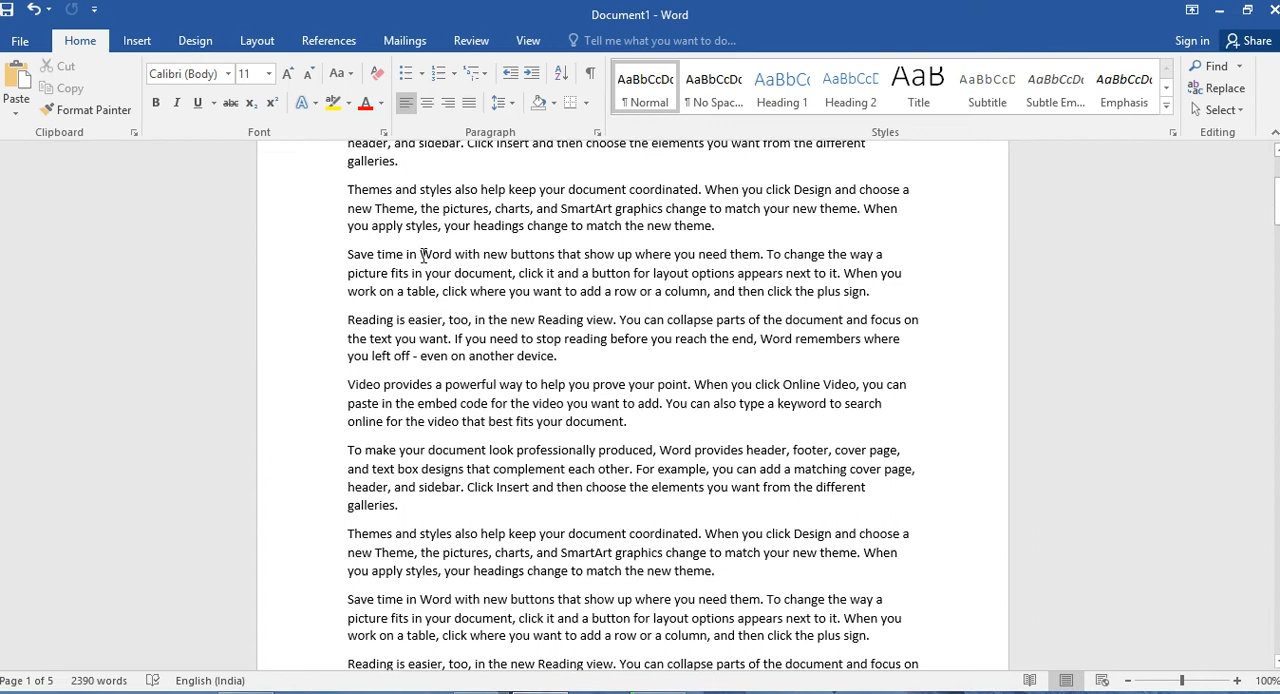 Document1 - Word
File Home Insert Design Layout References Mailings Review View Tell me what you want to do... Sign in Share
Paste Cut Copy Format Painter
Calibri (Body) 11 Aa
B I U abc X₂ X² A A
AaBbCcDc AaBbCcDc AaBbCc AaBbCcD AaB AaBbCcD AaBbCcDc AaBbCcDc
¶ Normal ¶ No Spac... Heading 1 Heading 2 Title Subtitle Subtle Em... Emphasis
Find Replace Select
Clipboard Font Paragraph Styles Editing
header, and sidebar. Click Insert and then choose the elements you want from the different
galleries.
Themes and styles also help keep your document coordinated. When you click Design and choose a
new Theme, the pictures, charts, and SmartArt graphics change to match your new theme. When
you apply styles, your headings change to match the new theme.
Save time in Word with new buttons that show up where you need them. To change the way a
picture fits in your document, click it and a button for layout options appears next to it. When you
work on a table, click where you want to add a row or a column, and then click the plus sign.
Reading is easier, too, in the new Reading view. You can collapse parts of the document and focus on
the text you want. If you need to stop reading before you reach the end, Word remembers where
you left off - even on another device.
Video provides a powerful way to help you prove your point. When you click Online Video, you can
paste in the embed code for the video you want to add. You can also type a keyword to search
online for the video that best fits your document.
To make your document look professionally produced, Word provides header, footer, cover page,
and text box designs that complement each other. For example, you can add a matching cover page,
header, and sidebar. Click Insert and then choose the elements you want from the different
galleries.
Themes and styles also help keep your document coordinated. When you click Design and choose a
new Theme, the pictures, charts, and SmartArt graphics change to match your new theme. When
you apply styles, your headings change to match the new theme.
Save time in Word with new buttons that show up where you need them. To change the way a
picture fits in your document, click it and a button for layout options appears next to it. When you
work on a table, click where you want to add a row or a column, and then click the plus sign.
Reading is easier, too, in the new Reading view. You can collapse parts of the document and focus on
Page 1 of 5 2390 words English (India) 100%